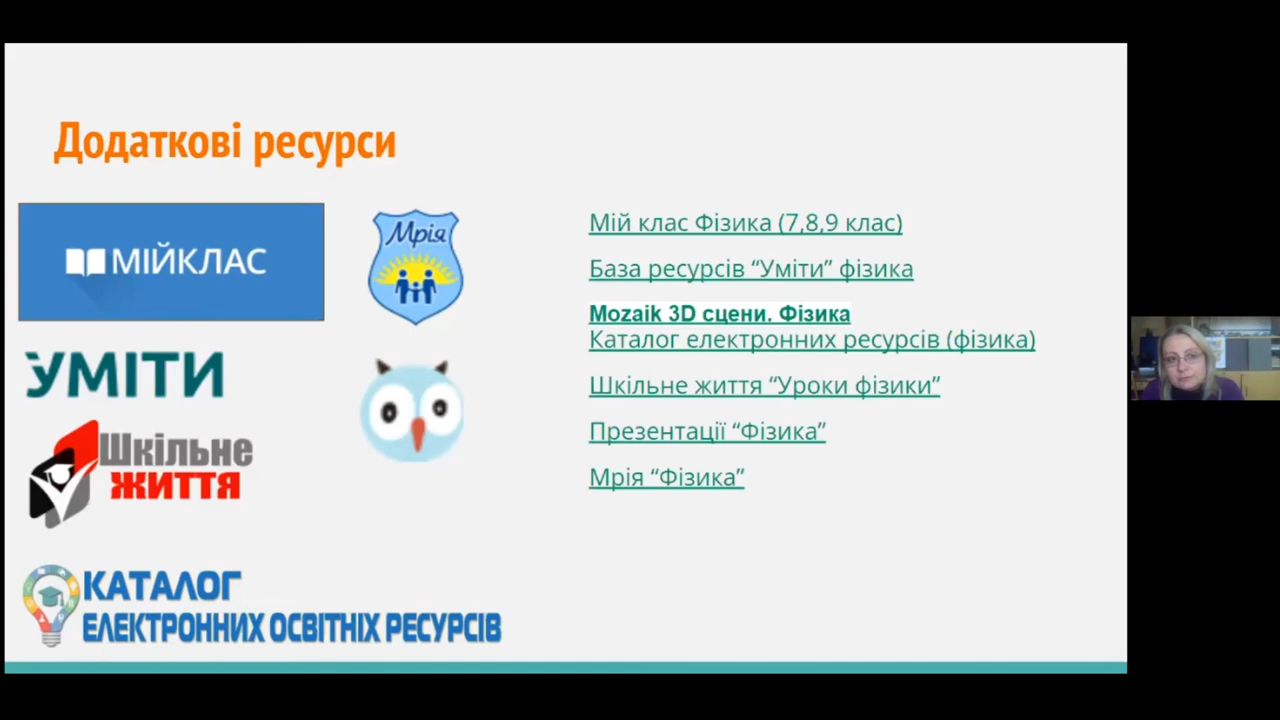 Додаткові ресурси
МІЙКЛАС
Мрія
УМІТИ
Шкільне
життя
КАТАЛОГ
ЕЛЕКТРОННИХ ОСВІТНІХ РЕСУРСІВ
Мій клас Фізика (7,8,9 клас)
База ресурсів “Уміти” фізика
Mozaik 3D сцени. Фізика
Каталог електронних ресурсів (фізика)
Шкільне життя “Уроки фізики”
Презентації “Фізика”
Мрія “Фізика”